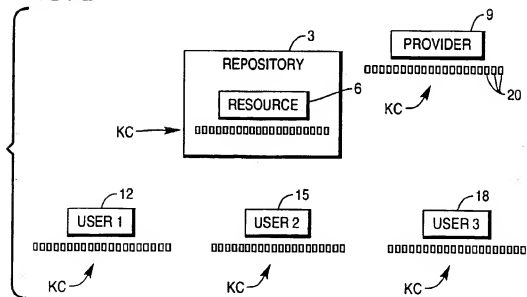 3
9
REPOSITORY
PROVIDER
RESOURCE
6
20
KC
KC
12
15
18
USER 1
USER 2
USER 3
KC
KC
KC